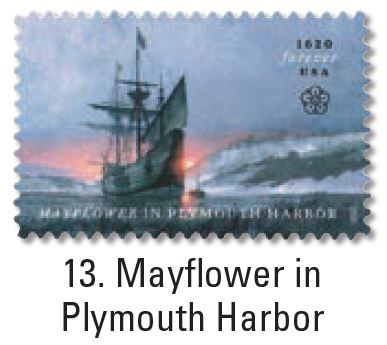 1620
forever
USA
MAYFLOWER IN PLYMOUTH HARBOR
13. Mayflower in
Plymouth Harbor